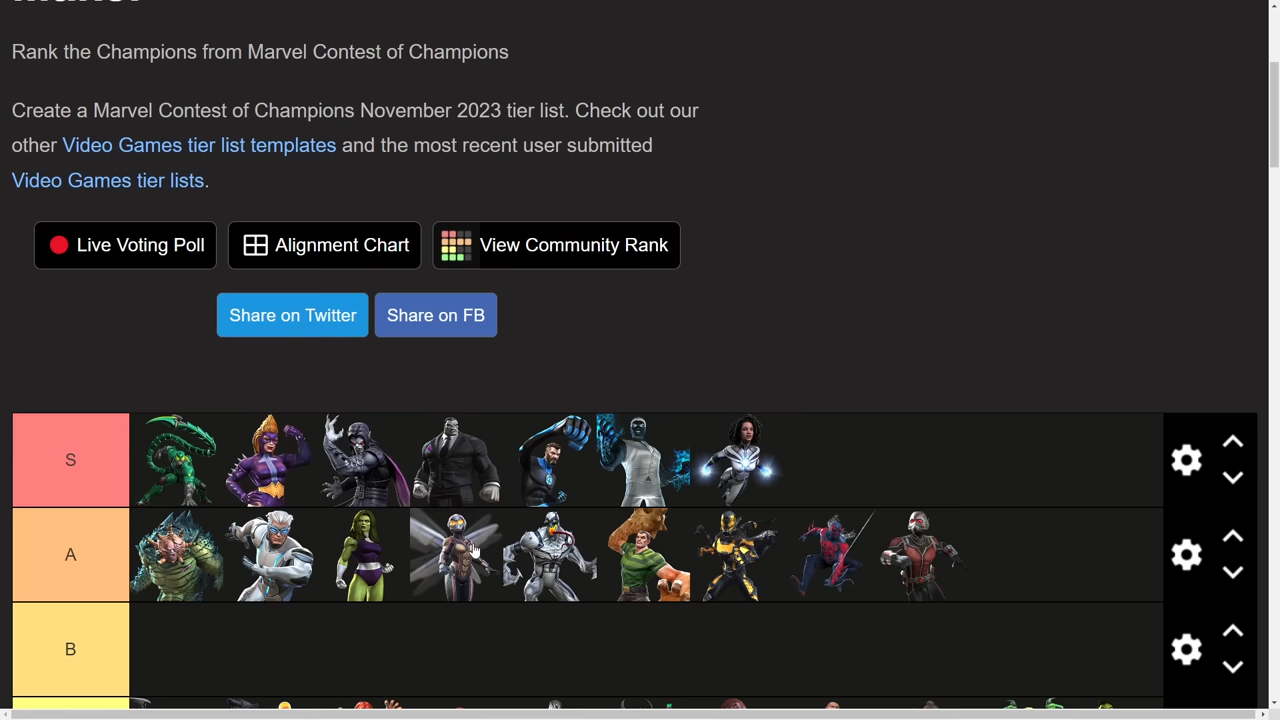 Rank the Champions from Marvel Contest of Champions
Create a Marvel Contest of Champions November 2023 tier list. Check out our
other Video Games tier list templates and the most recent user submitted
Video Games tier lists.
Live Voting Poll
Alignment Chart
View Community Rank
Share on Twitter
Share on FB
S
A
B